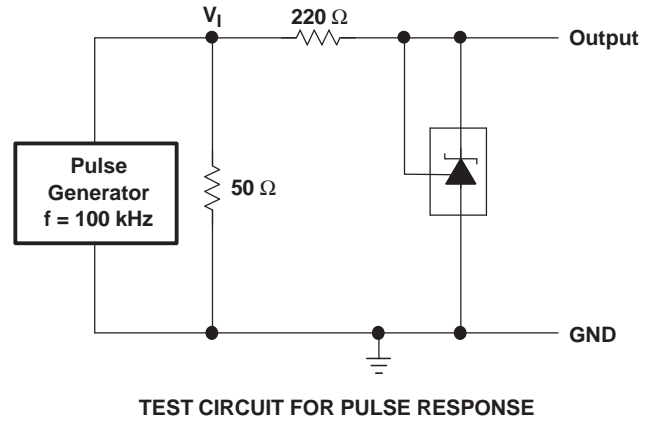 V_I
220 Ω
Output
Pulse
Generator
f = 100 kHz
50 Ω
GND
TEST CIRCUIT FOR PULSE RESPONSE